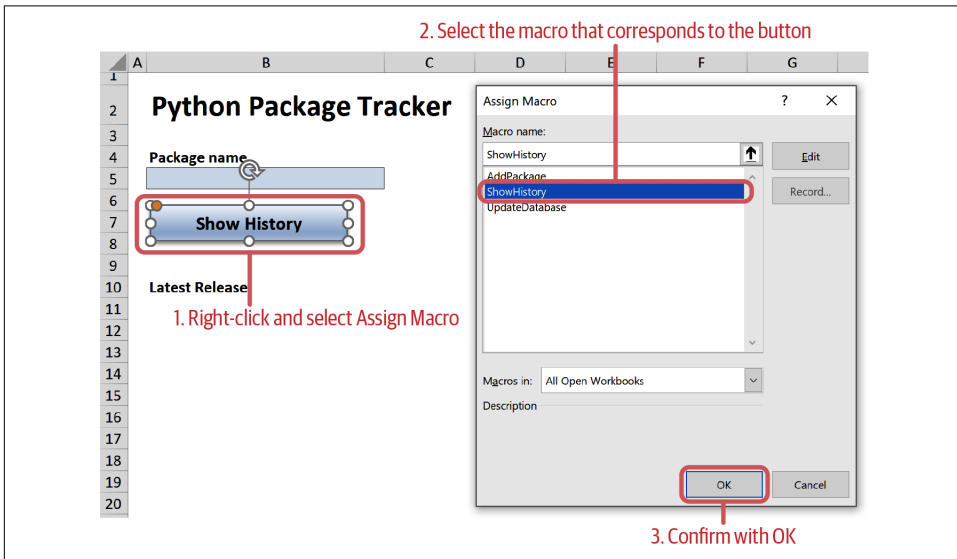 2. Select the macro that corresponds to the button
A B C D E F G
1
2 Python Package Tracker
3
4 Package name
5
6
7 Show History
8
9
10 Latest Release
11
12
13
14
15
16
17
18
19
20
1. Right-click and select Assign Macro
Assign Macro ? ×
Macro name:
ShowHistory Edit
AddPackage
ShowHistory Record...
UpdateDatabase
Macros in: All Open Workbooks
Description
OK Cancel
3. Confirm with OK